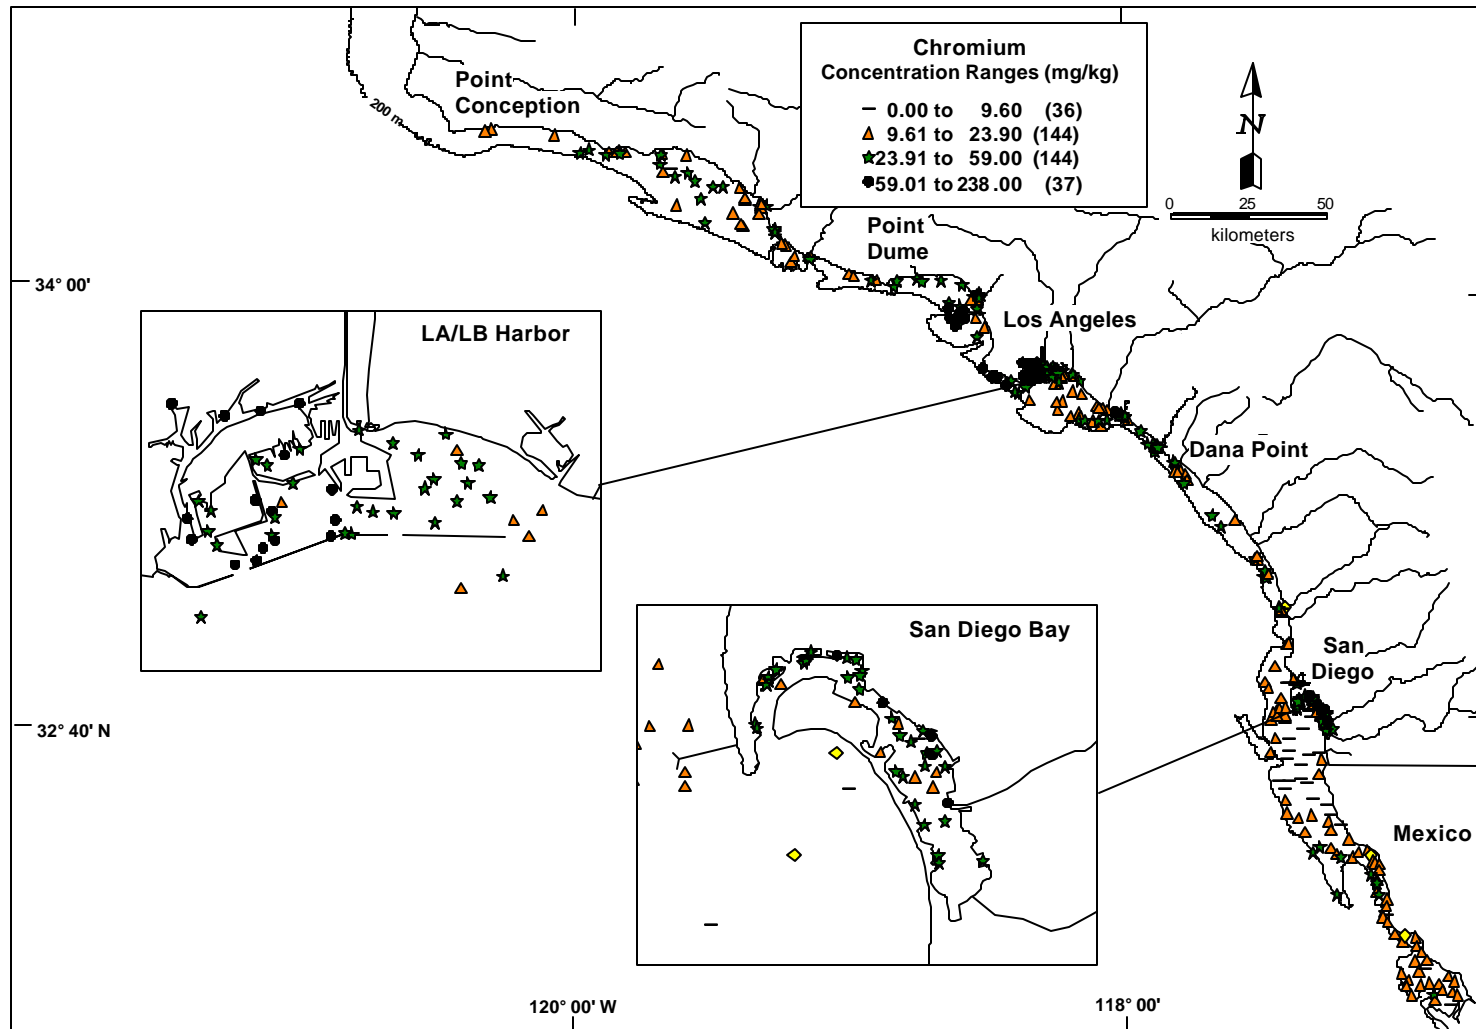 Chromium
Concentration Ranges (mg/kg)
0.00 to 9.60 (36)
9.61 to 23.90 (144)
23.91 to 59.00 (144)
59.01 to 238.00 (37)
Point
Conception
200 m
N
0 25 50
kilometers
Point
Dume
34° 00'
Los Angeles
LA/LB Harbor
Dana Point
San Diego Bay
San
Diego
32° 40' N
Mexico
120° 00' W
118° 00'